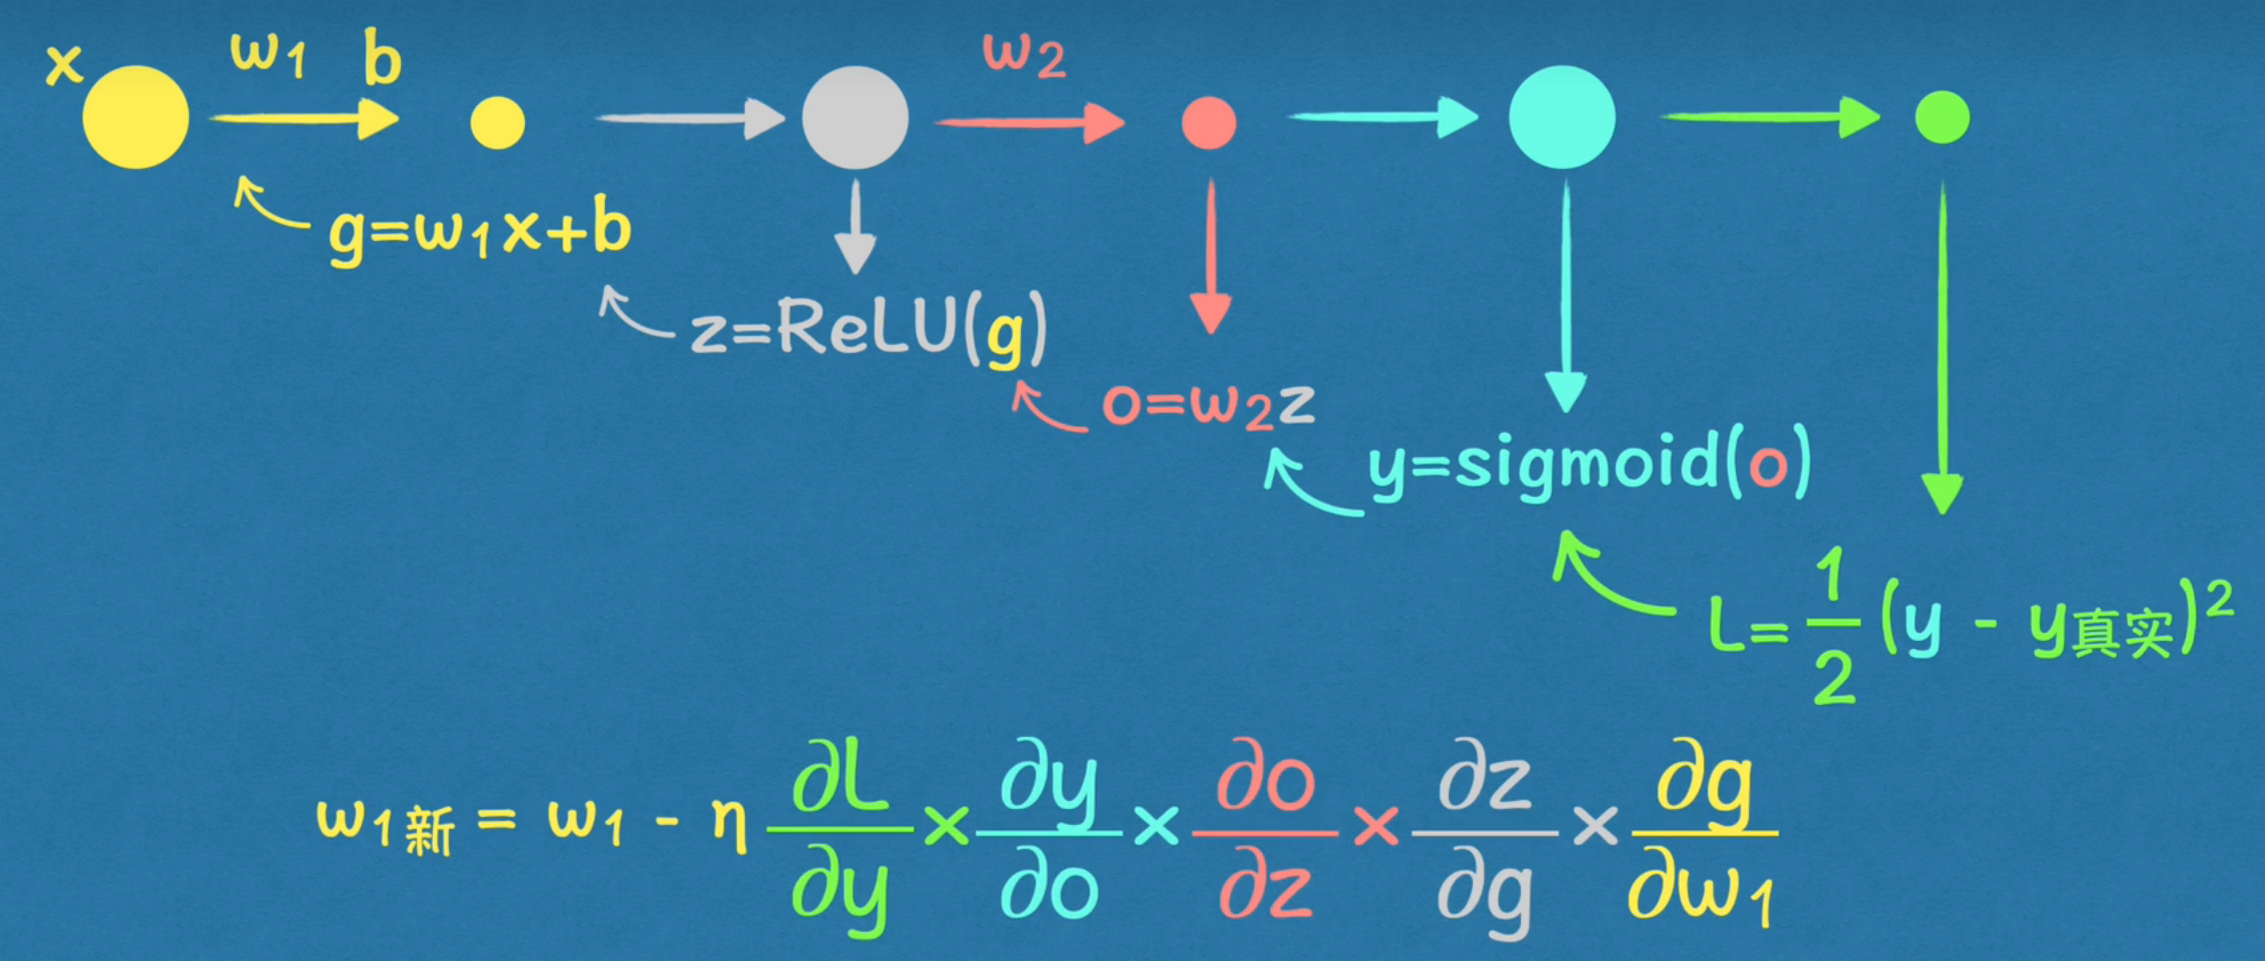 x w₁ b w₂
g=w₁x+b
z=ReLU(g)
o=w₂z
y=sigmoid(o)
L=1/2(y - y真实)²
w₁新 = w₁ - η ∂L/∂y × ∂y/∂o × ∂o/∂z × ∂z/∂g × ∂g/∂w₁